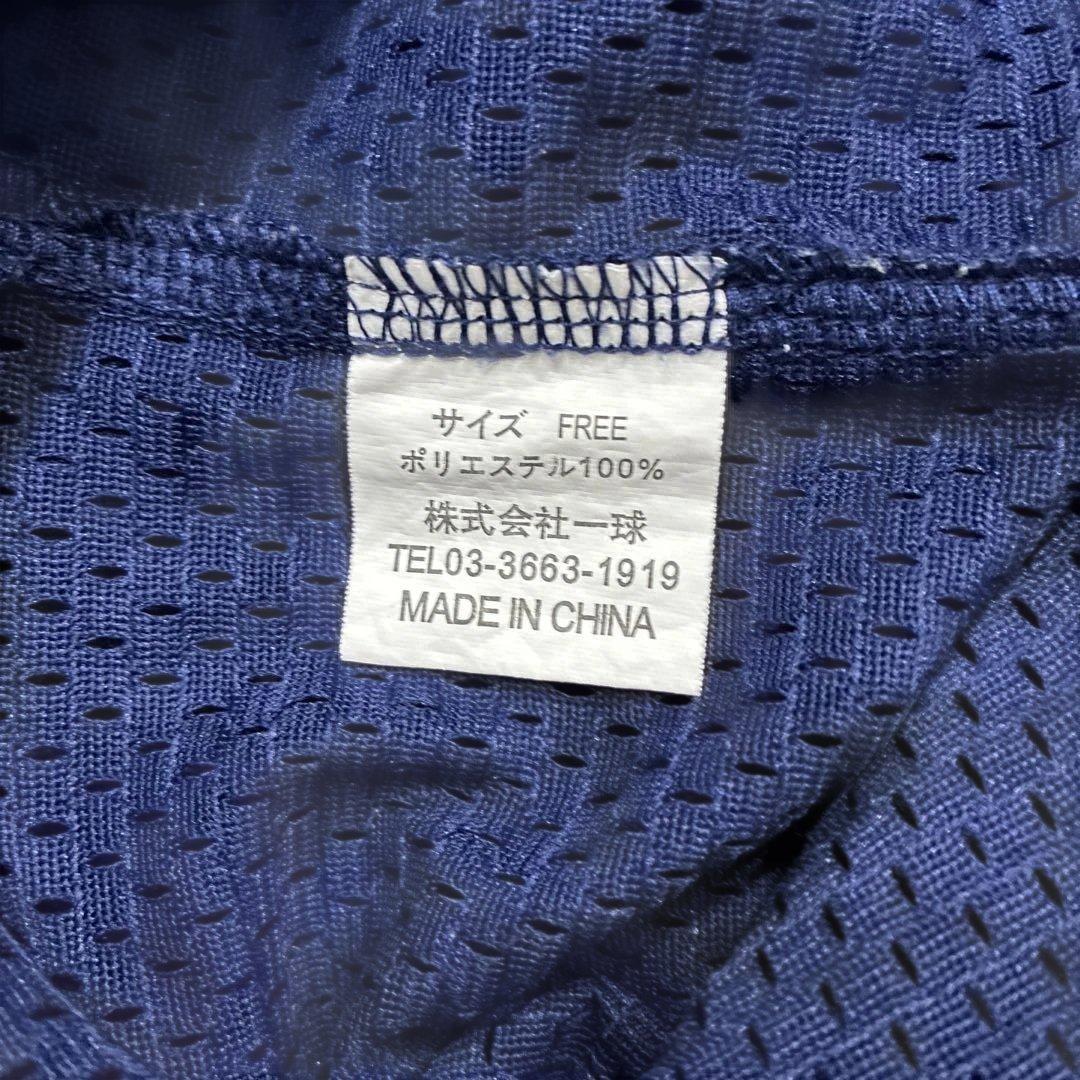 サイズ FREE
ポリエステル100%
株式会社一球
TEL03-3663-1919
MADE IN CHINA